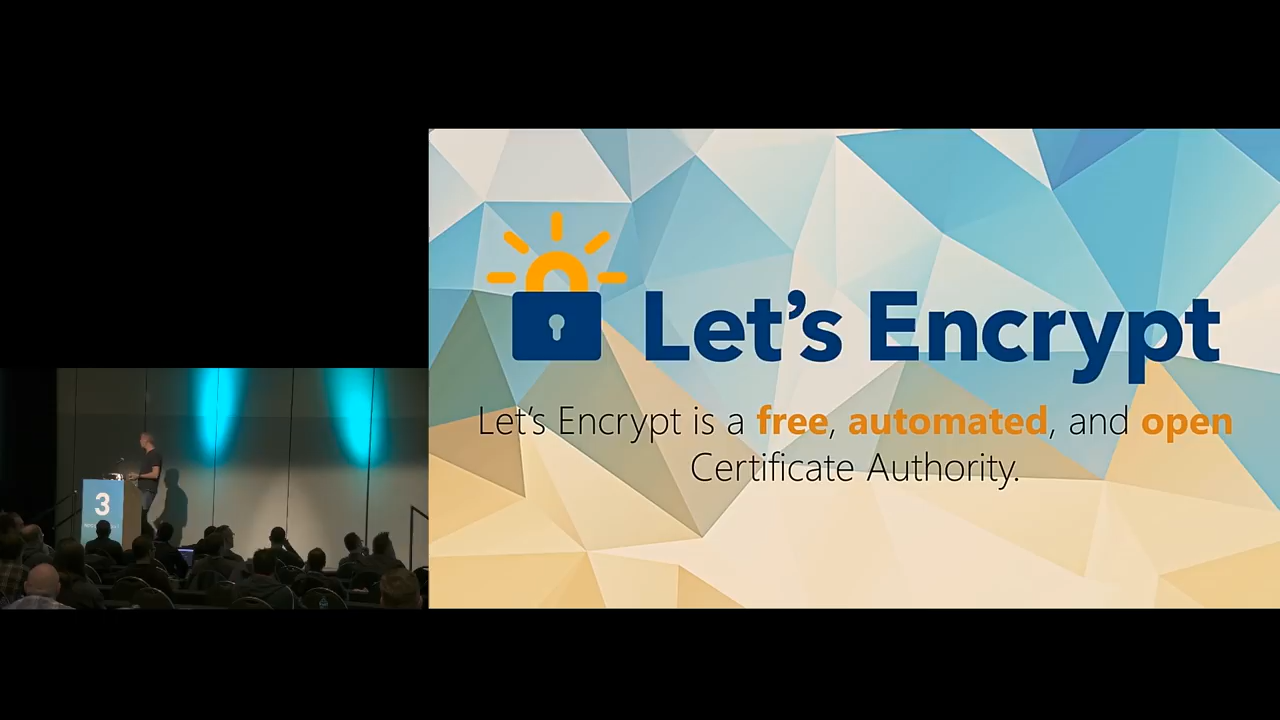 Let's Encrypt
Let's Encrypt is a free, automated, and open
Certificate Authority.
3